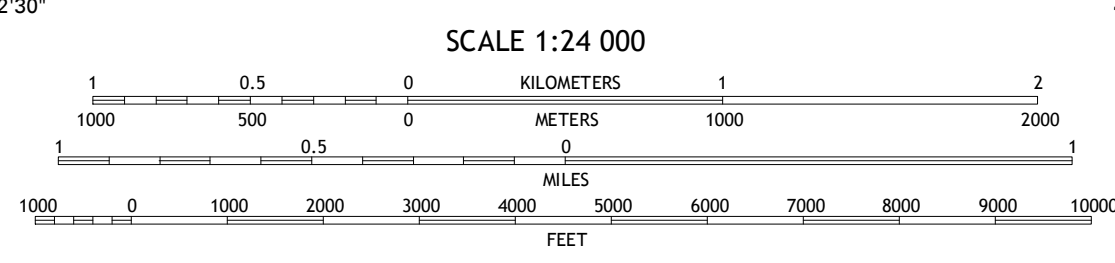 2'30"
SCALE 1:24 000
1 0.5 0 KILOMETERS 1 2
1000 500 0 METERS 1000 2000
1 0.5 0 1
MILES
1000 0 1000 2000 3000 4000 5000 6000 7000 8000 9000 10000
FEET